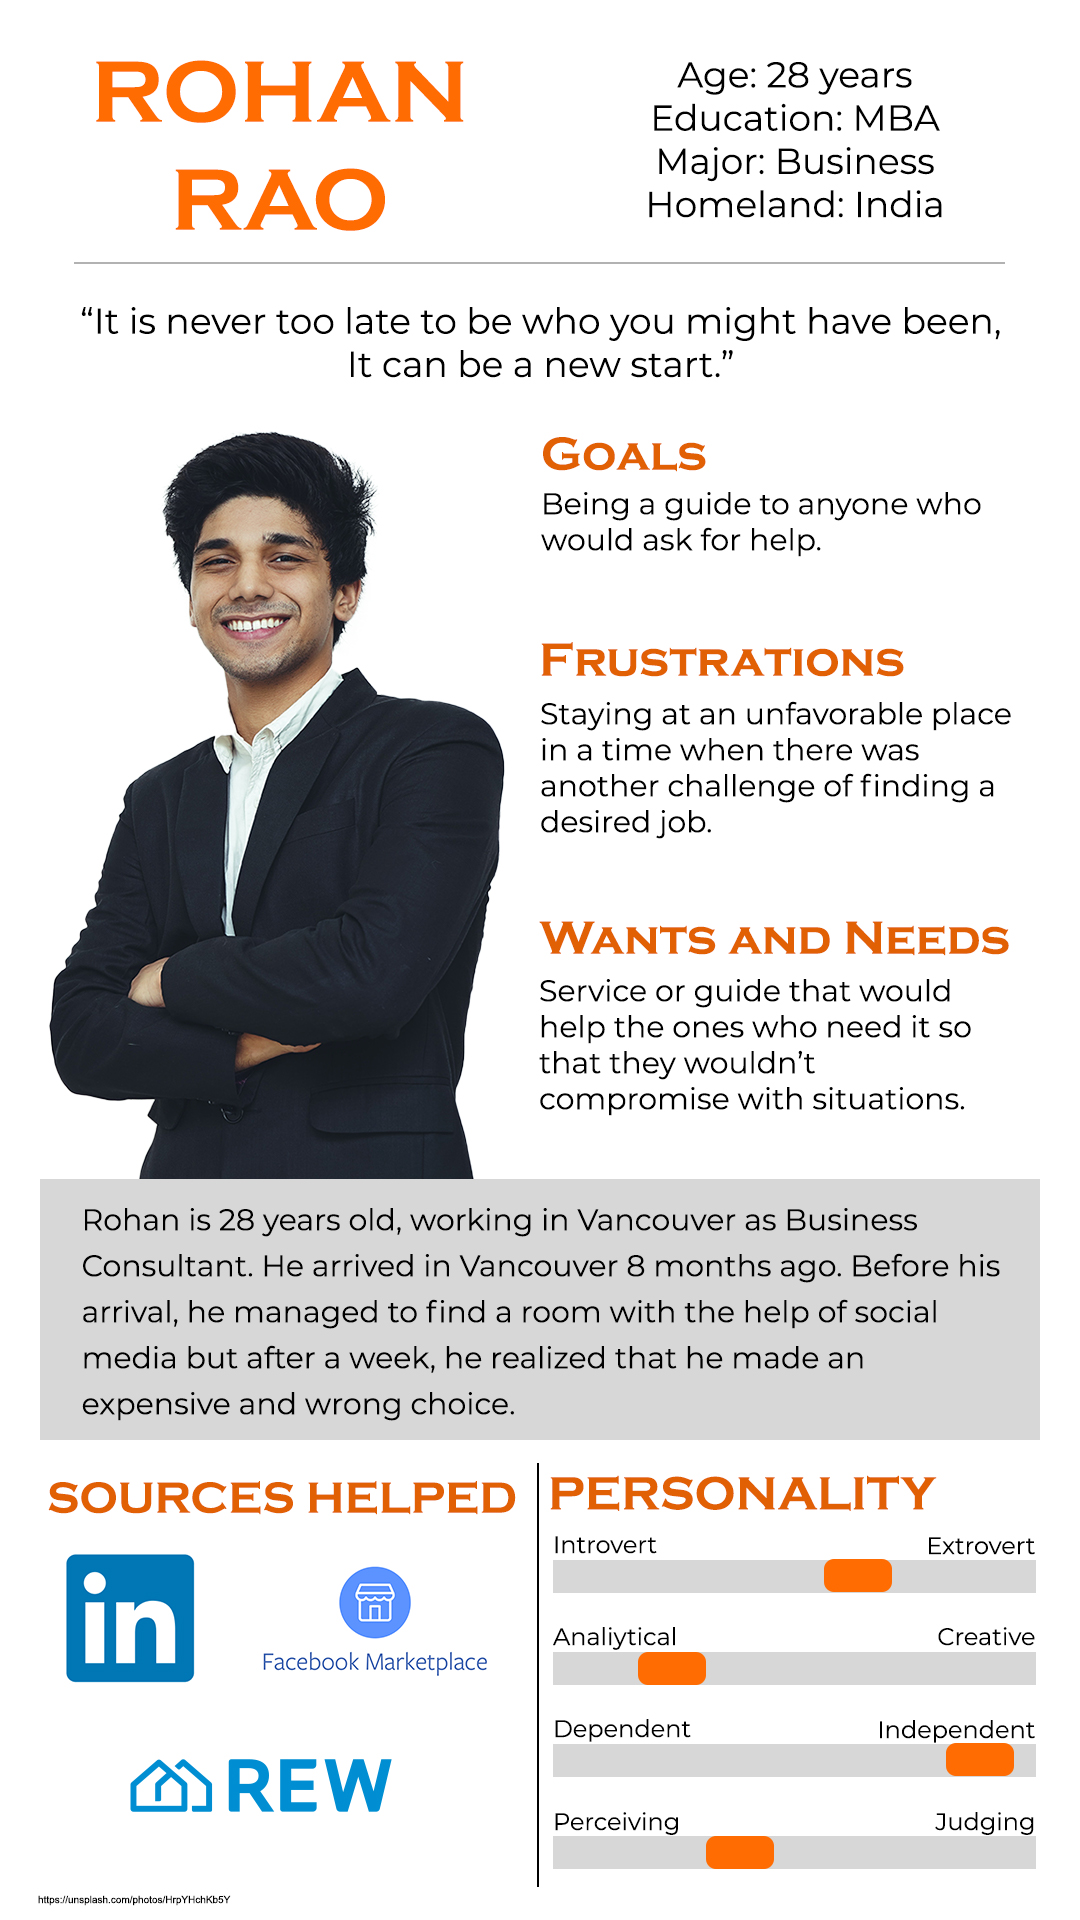 ROHAN
RAO
Age: 28 years
Education: MBA
Major: Business
Homeland: India
“It is never too late to be who you might have been,
It can be a new start.”
GOALS
Being a guide to anyone who
would ask for help.
FRUSTRATIONS
Staying at an unfavorable place
in a time when there was
another challenge of finding a
desired job.
WANTS AND NEEDS
Service or guide that would
help the ones who need it so
that they wouldn’t
compromise with situations.
Rohan is 28 years old, working in Vancouver as Business
Consultant. He arrived in Vancouver 8 months ago. Before his
arrival, he managed to find a room with the help of social
media but after a week, he realized that he made an
expensive and wrong choice.
SOURCES HELPED
in
Facebook Marketplace
REW
PERSONALITY
Introvert Extrovert
Analiytical Creative
Dependent Independent
Perceiving Judging
https://unsplash.com/photos/HrpYHchKb5Y